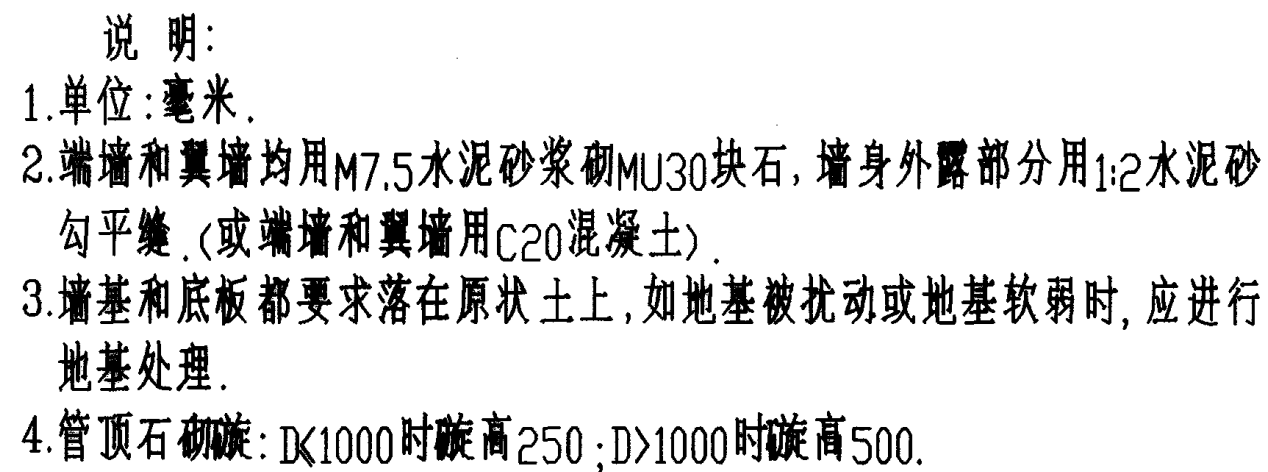 说 明:
1.单位:毫米.
2.端墙和翼墙均用M7.5水泥砂浆砌MU30块石,墙身外露部分用1:2水泥砂
勾平缝.(或端墙和翼墙用C20混凝土).
3.墙基和底板都要求落在原状土上,如地基被扰动或地基软弱时,应进行
地基处理.
4.管顶石砌璇:D≤1000时璇高250;D>1000时璇高500.